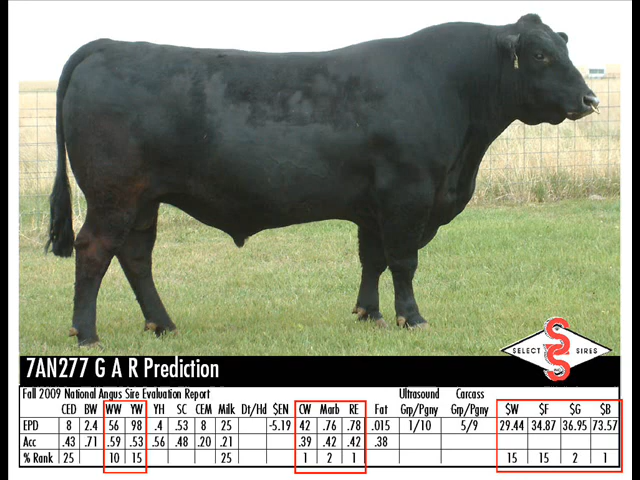 SELECT SIRES
7AN277 G A R Prediction
Fall 2009 National Angus Sire Evaluation Report Ultrasound Carcass
CED BW WW YW YH SC CEM Milk Dt/Hd $EN CW Marb RE Fat Grp/Pgny Grp/Pgny $W $F $G $B
EPD 8 2.4 56 98 .4 .53 8 25 -5.19 42 .76 .78 .015 1/10 5/9 29.44 34.87 36.95 73.57
Acc .43 .71 .59 .53 .56 .48 .20 .21 .39 .42 .42 .38
% Rank 25 10 15 25 1 2 1 15 15 2 1